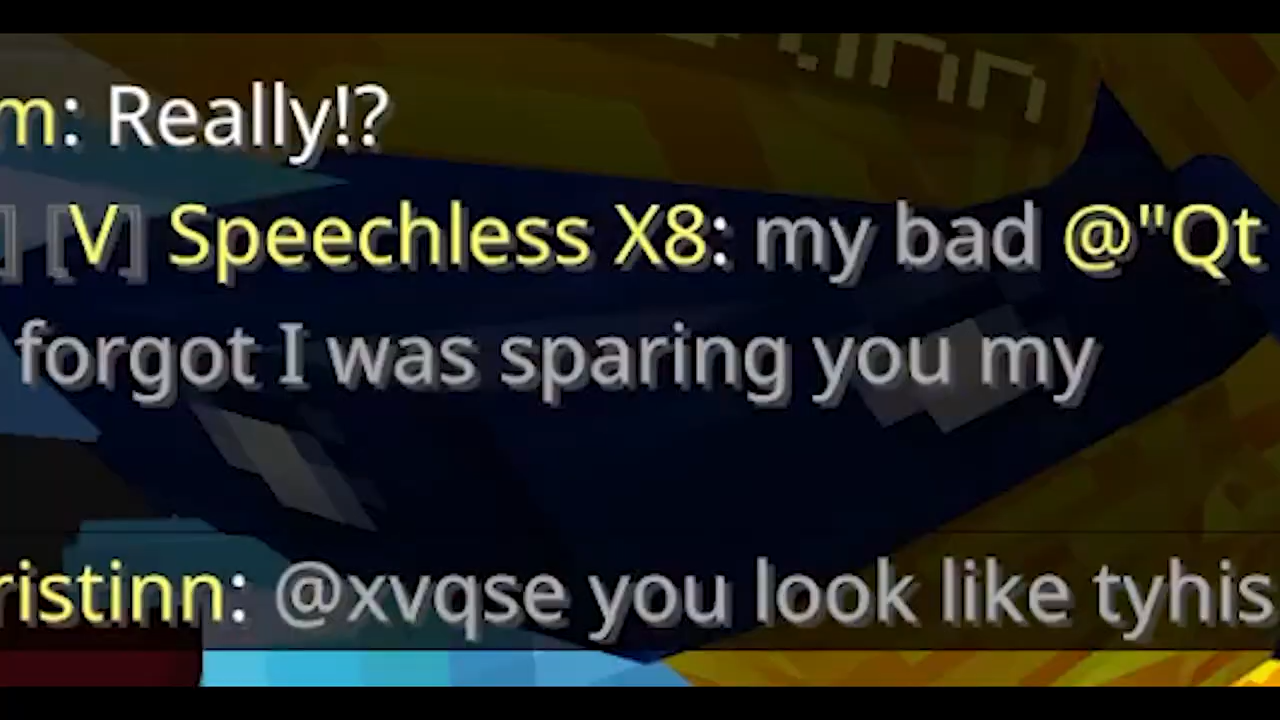 m: Really!?
] [V] Speechless X8: my bad @"Qt
forgot I was sparing you my
ristinn: @xvqse you look like tyhis